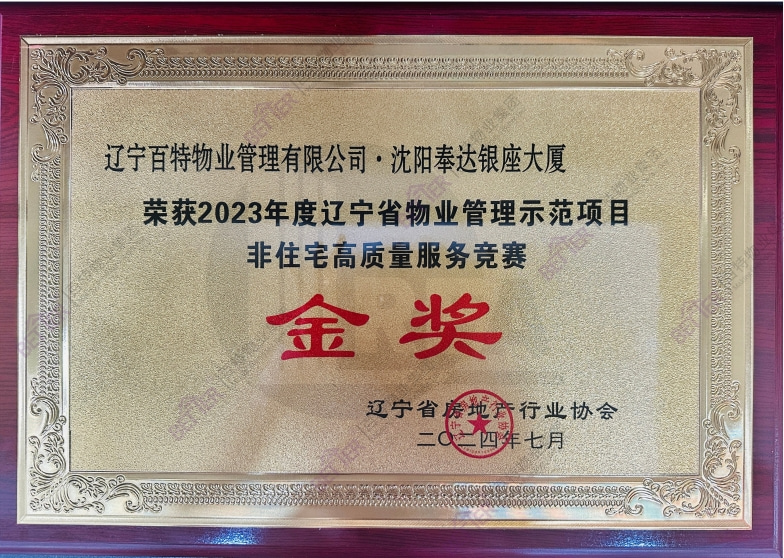 辽宁百特物业管理有限公司·沈阳奉达银座大厦
荣获2023年度辽宁省物业管理示范项目
非住宅高质量服务竞赛
金奖
辽宁省房地产行业协会
二〇二四年七月